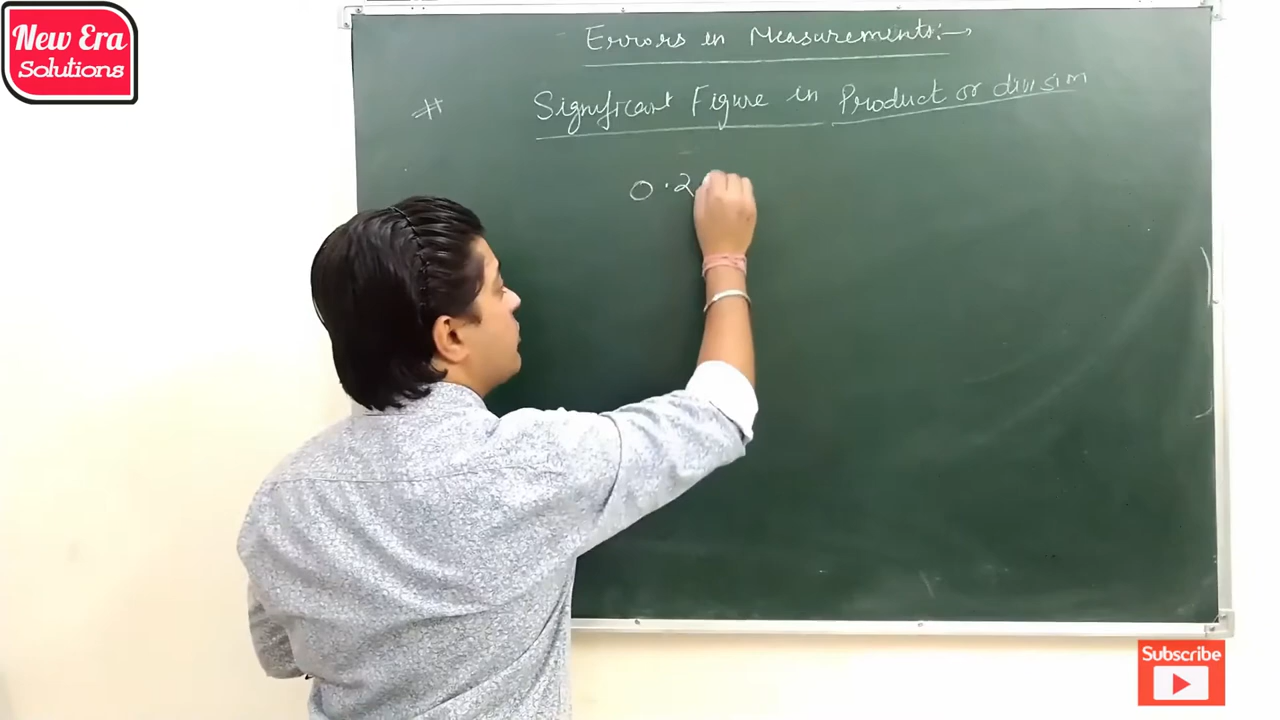 New Era
Solutions
Errors in Measurements:→
# Significant Figure in Product or division
0.2
Subscribe